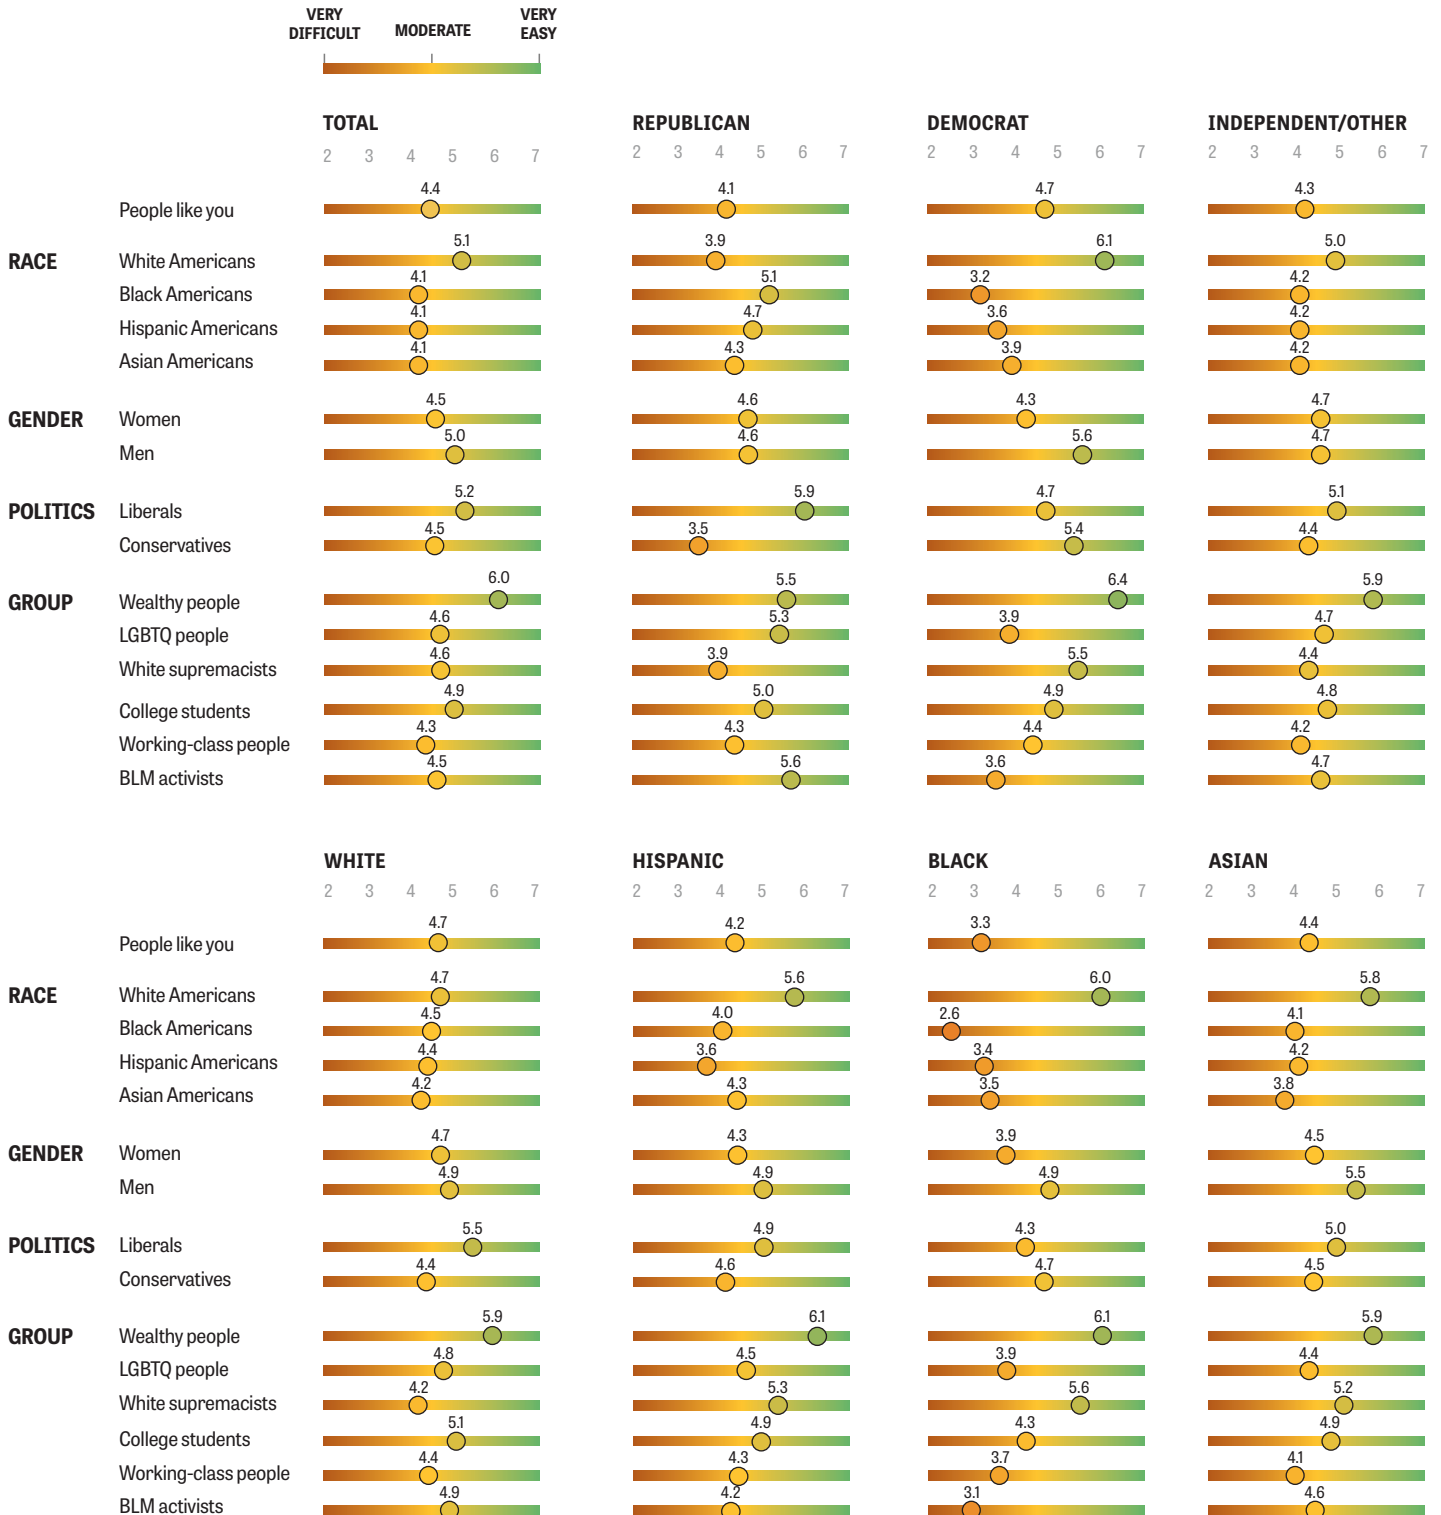 VERY DIFFICULT MODERATE VERY EASY
TOTAL REPUBLICAN DEMOCRAT INDEPENDENT/OTHER
2 3 4 5 6 7 2 3 4 5 6 7 2 3 4 5 6 7 2 3 4 5 6 7
People like you 4.4 4.1 4.7 4.3
RACE White Americans 5.1 3.9 6.1 5.0
Black Americans 4.1 5.1 3.2 4.2
Hispanic Americans 4.1 4.7 3.6 4.2
Asian Americans 4.1 4.3 3.9 4.2
GENDER Women 4.5 4.6 4.3 4.7
Men 5.0 4.6 5.6 4.7
POLITICS Liberals 5.2 5.9 4.7 5.1
Conservatives 4.5 3.5 5.4 4.4
GROUP Wealthy people 6.0 5.5 6.4 5.9
LGBTQ people 4.6 5.3 3.9 4.7
White supremacists 4.6 3.9 5.5 4.4
College students 4.9 5.0 4.9 4.8
Working-class people 4.3 4.3 4.4 4.2
BLM activists 4.5 5.6 3.6 4.7
WHITE HISPANIC BLACK ASIAN
2 3 4 5 6 7 2 3 4 5 6 7 2 3 4 5 6 7 2 3 4 5 6 7
People like you 4.7 4.2 3.3 4.4
RACE White Americans 4.7 5.6 6.0 5.8
Black Americans 4.5 4.0 2.6 4.1
Hispanic Americans 4.4 3.6 3.4 4.2
Asian Americans 4.2 4.3 3.5 3.8
GENDER Women 4.7 4.3 3.9 4.5
Men 4.9 4.9 4.9 5.5
POLITICS Liberals 5.5 4.9 4.3 5.0
Conservatives 4.4 4.6 4.7 4.5
GROUP Wealthy people 5.9 6.1 6.1 5.9
LGBTQ people 4.8 4.5 3.9 4.4
White supremacists 4.2 5.3 5.6 5.2
College students 5.1 4.9 4.3 4.9
Working-class people 4.4 4.3 3.7 4.1
BLM activists 4.9 4.2 3.1 4.6